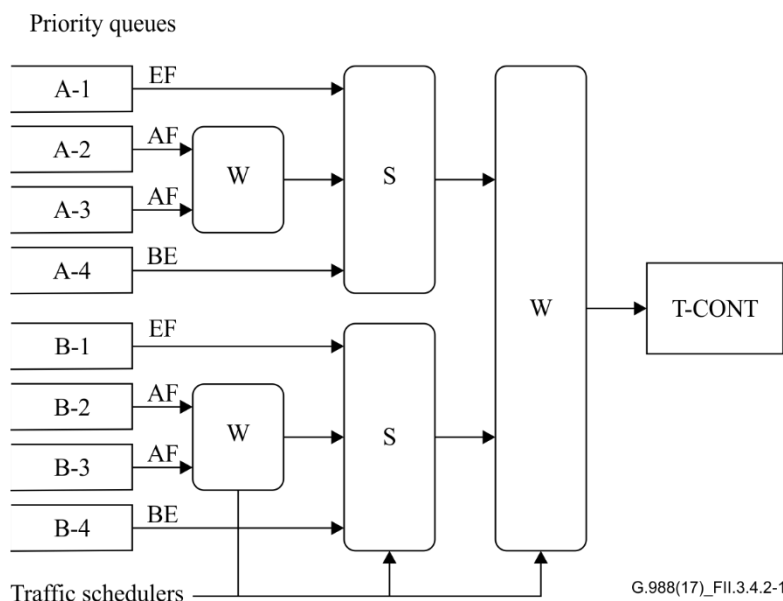 Priority queues
A-1
EF
A-2
AF
A-3
AF
A-4
BE
W
S
B-1
EF
B-2
AF
B-3
AF
B-4
BE
W
S
W
T-CONT
Traffic schedulers
G.988(17)_FII.3.4.2-1